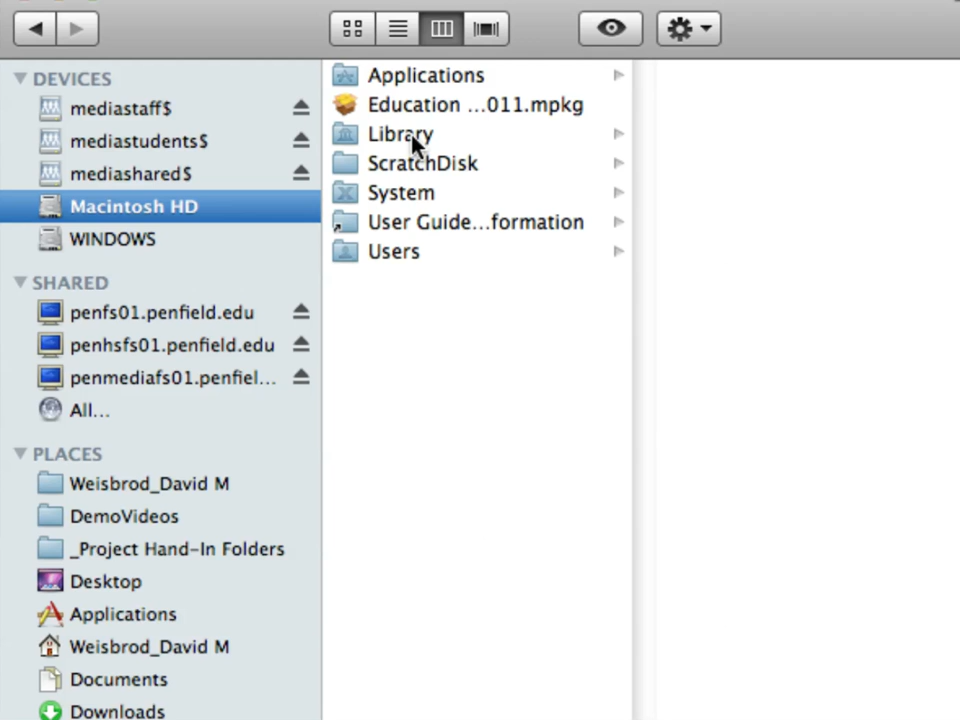 DEVICES
mediastaff$
mediastudents$
mediashared$
Macintosh HD
WINDOWS
SHARED
penfs01.penfield.edu
penhsfs01.penfield.edu
penmediafs01.penfiel...
All...
PLACES
Weisbrod_David M
DemoVideos
_Project Hand-In Folders
Desktop
Applications
Weisbrod_David M
Documents
Downloads
Applications
Education ...011.mpkg
Library
ScratchDisk
System
User Guide...formation
Users